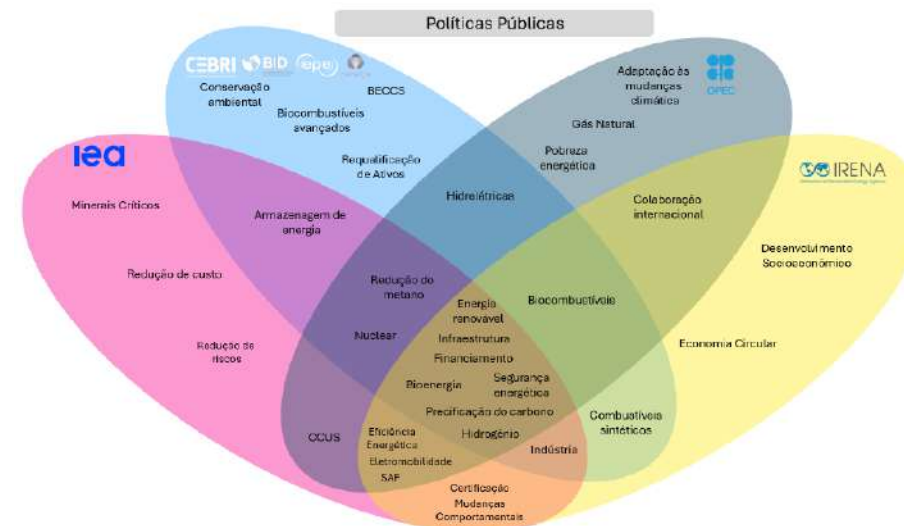 Políticas Públicas
CEBRI BID epe
OPEC
iea
IRENA
BECCS
Conservação
ambiental
Biocombustíveis
avançados
Requalificação
de Ativos
Adaptação às
mudanças
climática
Gás Natural
Pobreza
energética
Hidrelétricas
Colaboração
internacional
Minerais Críticos
Armazenagem de
energia
Desenvolvimento
Socioeconômico
Redução de custo
Redução do
metano
Energia
renovável
Biocombustíveis
Nuclear
Infraestrutura
Redução de
riscos
Economia Circular
Financiamento
Bioenergia
Segurança
energética
Precificação do carbono
Combustíveis
sintéticos
CCUS
Eficiência
Energética
Hidrogênio
Indústria
Eletromobilidade
SAF
Certificação
Mudanças
Comportamentais